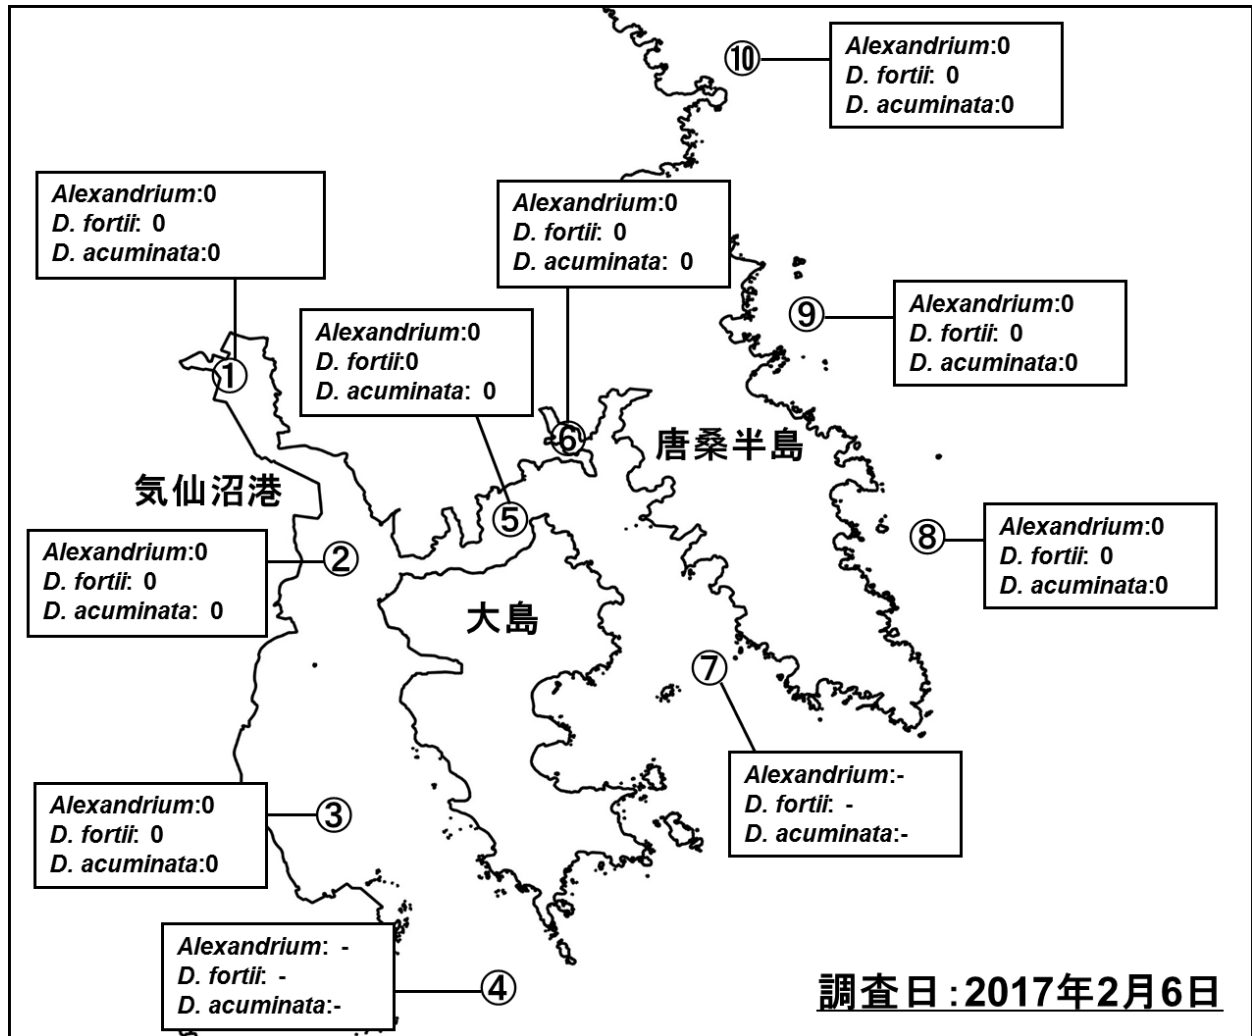 ⑩
Alexandrium:0
D. fortii: 0
D. acuminata:0
Alexandrium:0
D. fortii: 0
D. acuminata:0
①
Alexandrium:0
D. fortii: 0
D. acuminata: 0
⑥
Alexandrium:0
D. fortii: 0
D. acuminata:0
⑨
Alexandrium:0
D. fortii:0
D. acuminata: 0
⑤
唐桑半島
気仙沼港
Alexandrium:0
D. fortii: 0
D. acuminata: 0
②
Alexandrium:0
D. fortii: 0
D. acuminata:0
⑧
大島
⑦
Alexandrium:-
D. fortii: -
D. acuminata:-
Alexandrium:0
D. fortii: 0
D. acuminata:0
③
Alexandrium: -
D. fortii: -
D. acuminata:-
④
調査日:2017年2月6日